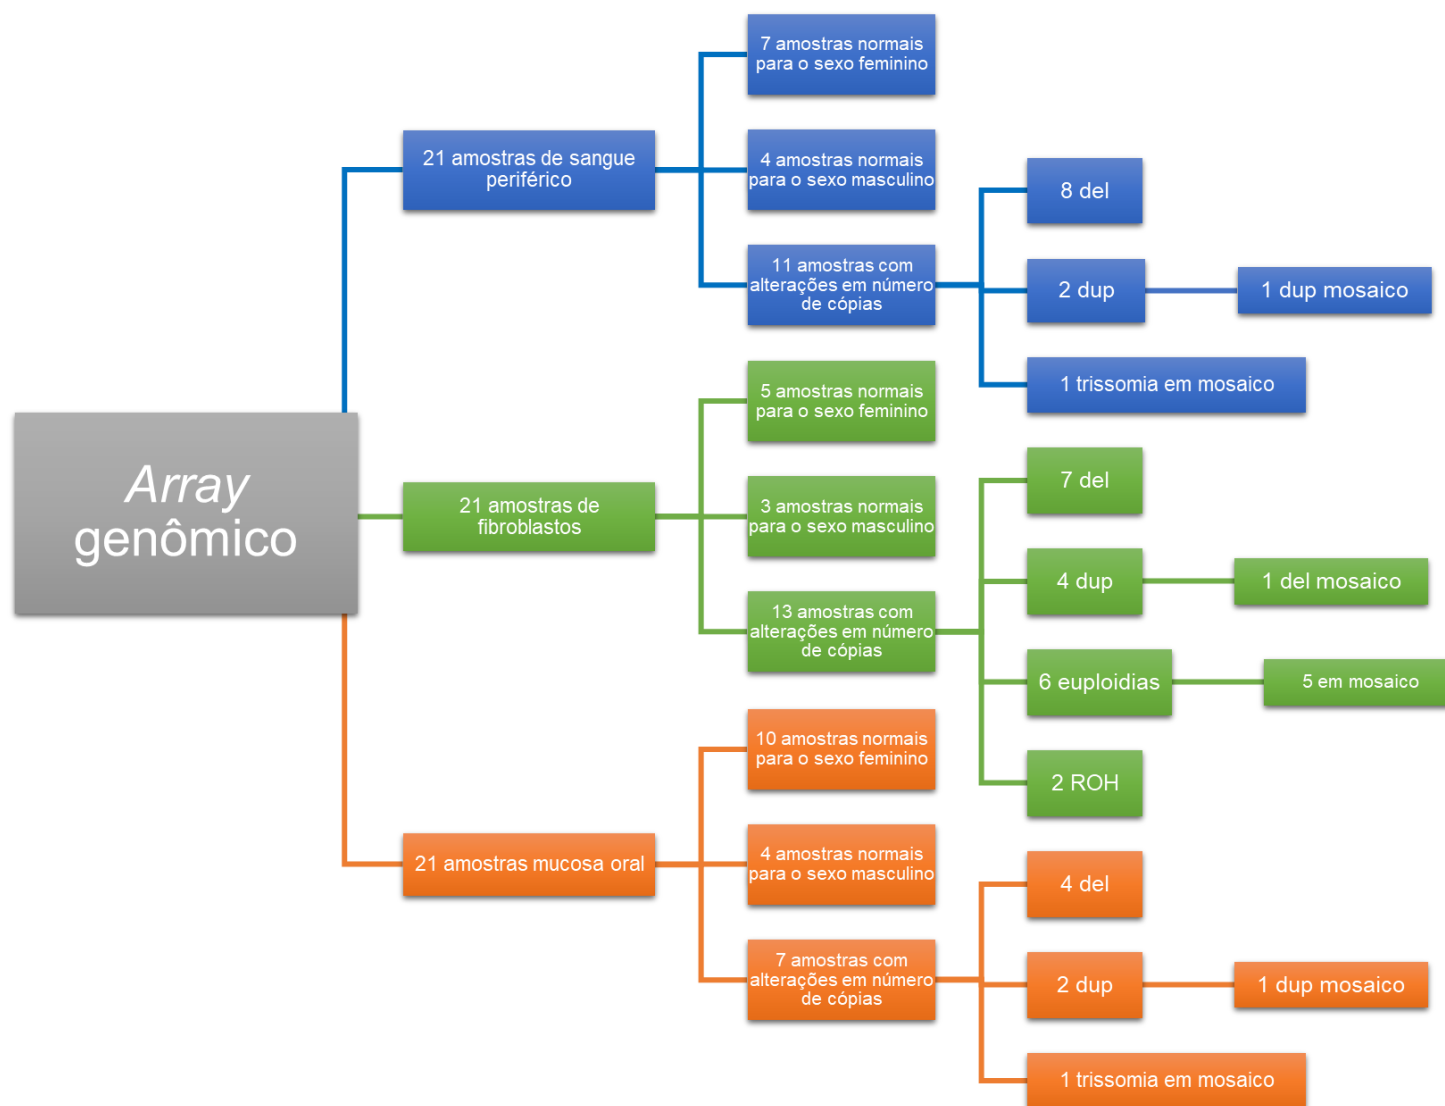 Array
genômico
21 amostras de sangue
periférico
7 amostras normais
para o sexo feminino
4 amostras normais
para o sexo masculino
11 amostras com
alterações em número
de cópias
8 del
2 dup
1 dup mosaico
1 trissomia em mosaico
21 amostras de
fibroblastos
5 amostras normais
para o sexo feminino
3 amostras normais
para o sexo masculino
13 amostras com
alterações em número
de cópias
7 del
4 dup
1 del mosaico
6 euploidias
5 em mosaico
2 ROH
21 amostras mucosa oral
10 amostras normais
para o sexo feminino
4 amostras normais
para o sexo masculino
7 amostras com
alterações em número
de cópias
4 del
2 dup
1 dup mosaico
1 trissomia em mosaico